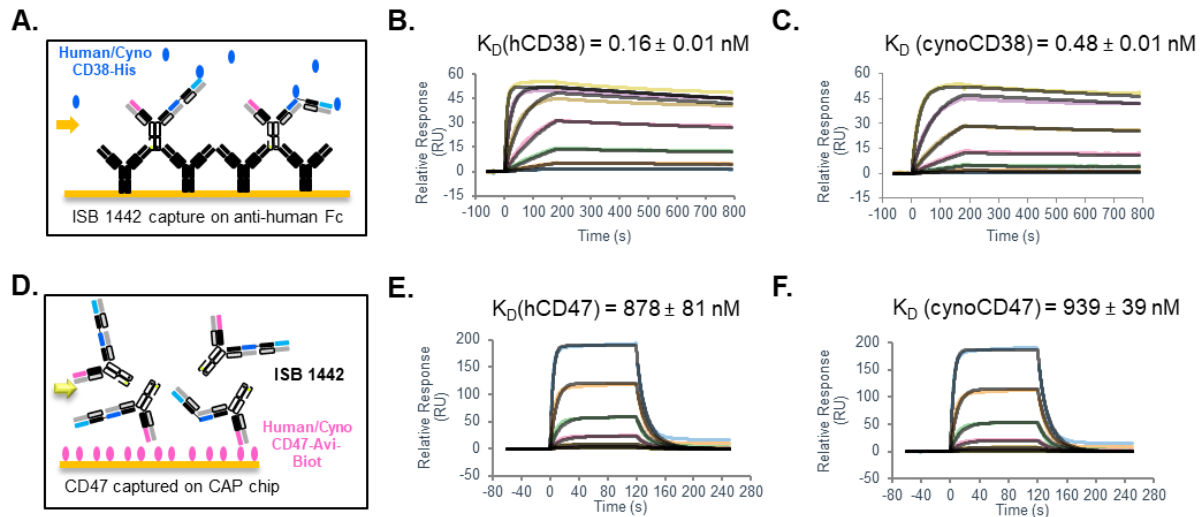 A.
Human/Cyno
CD38-His
ISB 1442 capture on anti-human Fc
B.
K_D(hCD38) = 0.16 ± 0.01 nM
Relative Response
(RU)
60
45
30
15
0
-15
-100 0 100 200 300 400 500 600 700 800
Time (s)
C.
K_D (cynoCD38) = 0.48 ± 0.01 nM
Relative Response
(RU)
60
45
30
15
0
-15
-100 0 100 200 300 400 500 600 700 800
Time (s)
D.
ISB 1442
Human/Cyno
CD47-Avi-
Biot
CD47 captured on CAP chip
E.
K_D(hCD47) = 878 ± 81 nM
Relative Response
(RU)
200
150
100
50
0
-50
-80 -40 0 40 80 120 160 200 240 280
Time (s)
F.
K_D (cynoCD47) = 939 ± 39 nM
Relative Response
(RU)
200
150
100
50
0
-50
-80 -40 0 40 80 120 160 200 240 280
Time (s)